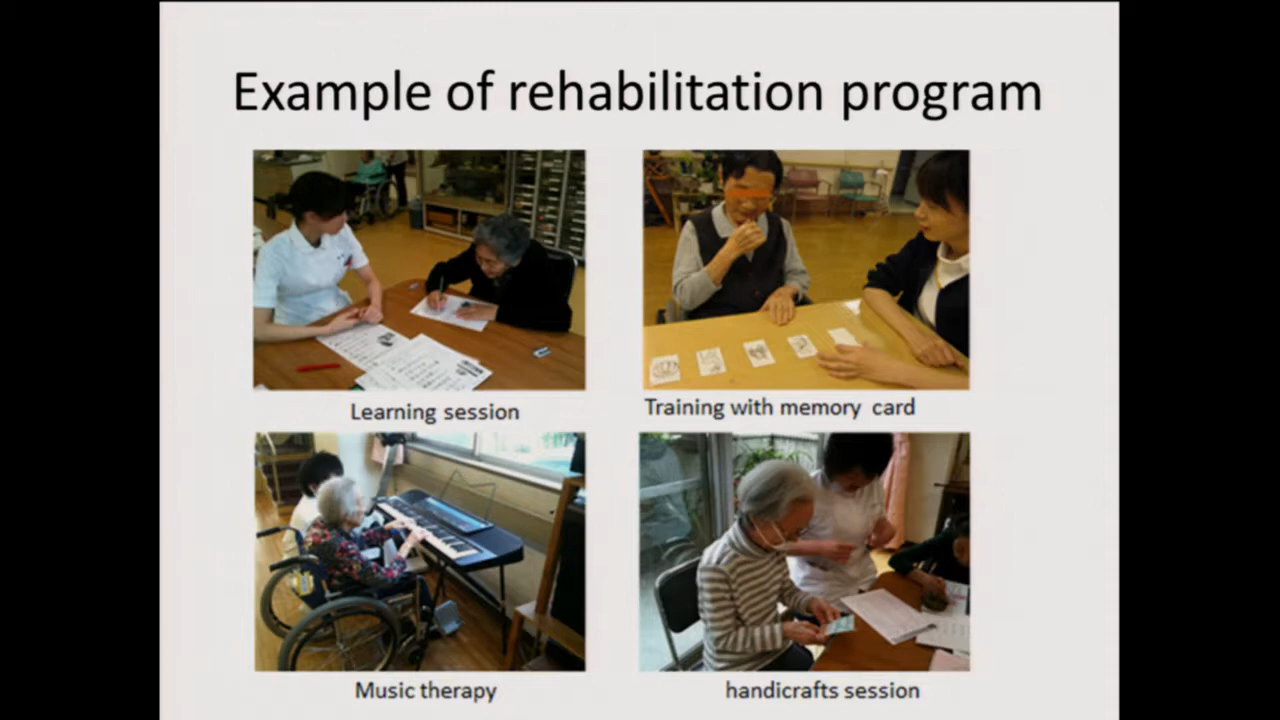 Example of rehabilitation program
Learning session
Training with memory card
Music therapy
handicrafts session